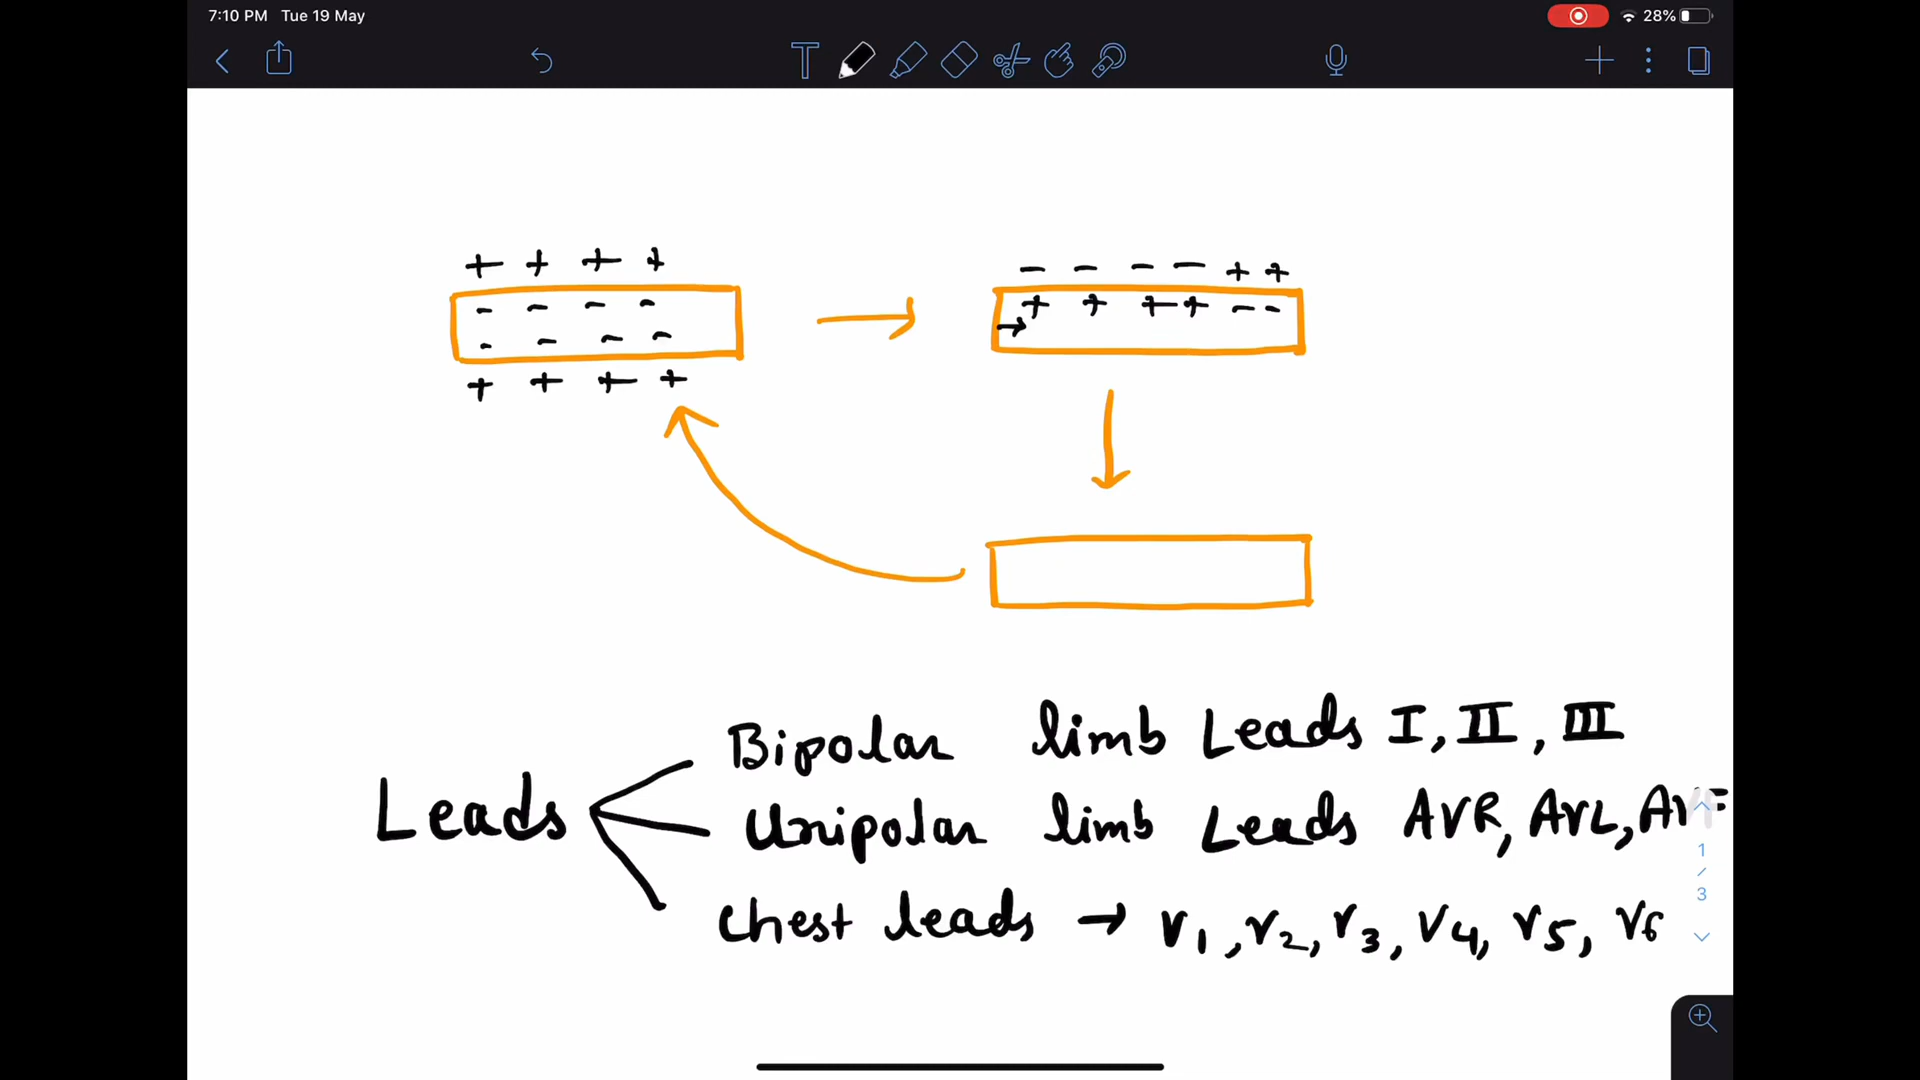 7:10 PM Tue 19 May 28%
T
+ + + +
- - - -
- - - -
+ + + +
- - - - + +
+ + + + - -
Leads
Bipolar limb Leads I, II, III
Unipolar limb Leads AVR, AVL, AVF
Chest leads → V1, V2, V3, V4, V5, V6
1
/
3